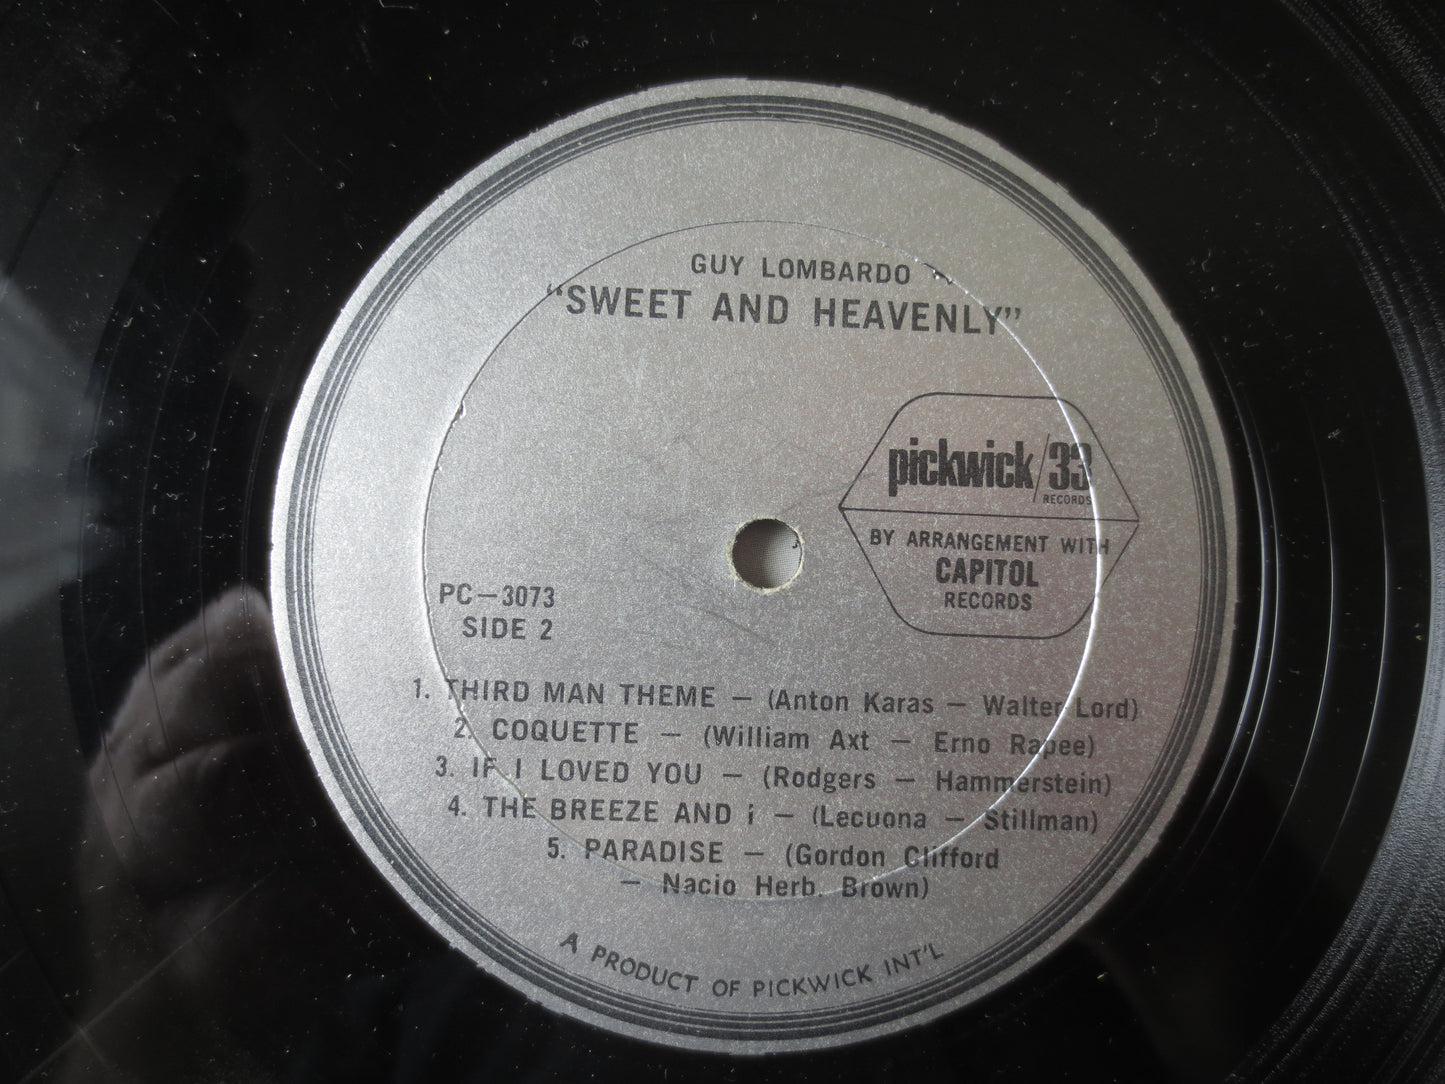 GUY LOMBARDO
"SWEET AND HEAVENLY"
pickwick/33
RECORDS
BY ARRANGEMENT WITH
CAPITOL
RECORDS
PC-3073
SIDE 2
1. THIRD MAN THEME — (Anton Karas — Walter Lord)
2. COQUETTE — (William Axt — Erno Rapee)
3. IF I LOVED YOU — (Rodgers — Hammerstein)
4. THE BREEZE AND i — (Lecuona — Stillman)
5. PARADISE — (Gordon Clifford
— Nacio Herb. Brown)
A PRODUCT OF PICKWICK INT'L